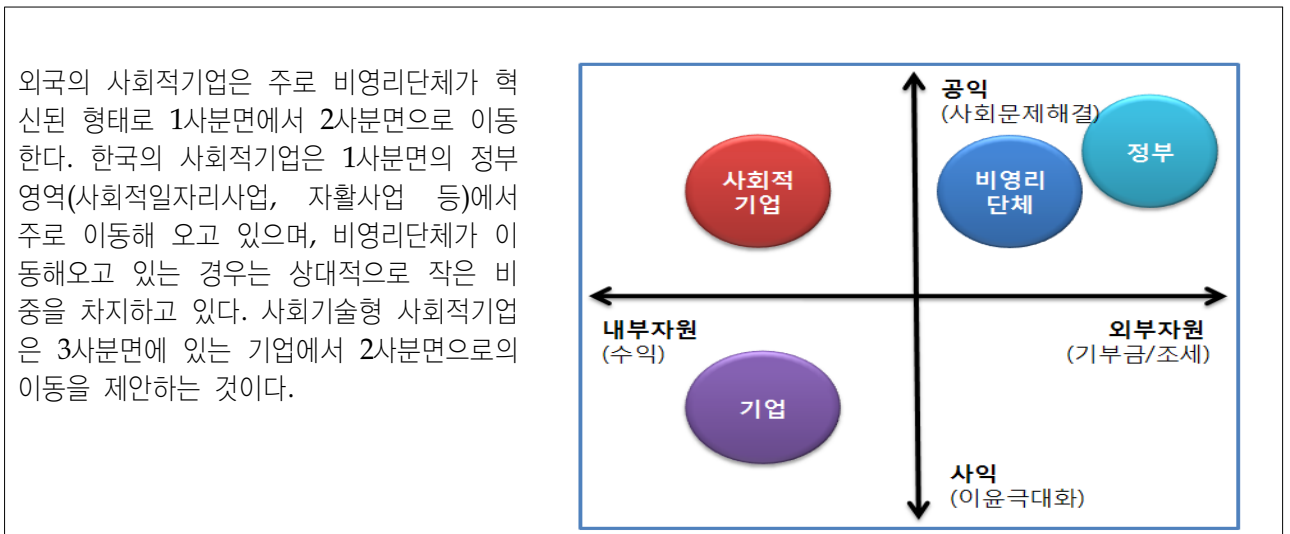 외국의 사회적기업은 주로 비영리단체가 혁
신된 형태로 1사분면에서 2사분면으로 이동
한다. 한국의 사회적기업은 1사분면의 정부
영역(사회적일자리사업, 자활사업 등)에서
주로 이동해 오고 있으며, 비영리단체가 이
동해오고 있는 경우는 상대적으로 작은 비
중을 차지하고 있다. 사회기술형 사회적기업
은 3사분면에 있는 기업에서 2사분면으로의
이동을 제안하는 것이다.
공익
(사회문제해결)
정부
사회적
기업
비영리
단체
내부자원
(수익)
외부자원
(기부금/조세)
기업
사익
(이윤극대화)